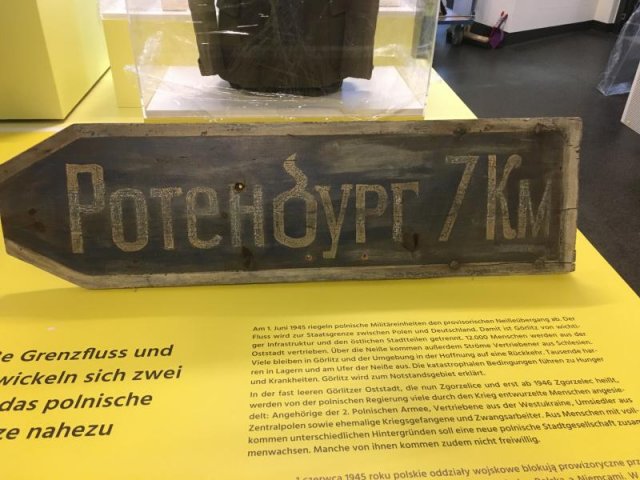 Ротенбург 7 Км
Am 1. Juni 1945 riegeln polnische Militäreinheiten den provisorischen Neißeübergang ab. Der
Fluss wird zur Staatsgrenze zwischen Polen und Deutschland. Damit ist Görlitz von wichti-
ger Infrastruktur und den östlichen Stadtteilen getrennt. 12.000 Menschen werden aus der
Oststadt vertrieben. Über die Neiße kommen außerdem Ströme Vertriebener aus Schlesien.
Viele bleiben in Görlitz und der Umgebung in der Hoffnung auf eine Rückkehr. Tausende har-
ren in Lagern und am Ufer der Neiße aus. Die katastrophalen Bedingungen führen zu Hunger
und Krankheiten. Görlitz wird zum Notstandsgebiet erklärt.
In der fast leeren Görlitzer Oststadt, die nun Zgorzelice und erst ab 1946 Zgorzelec heißt,
werden von der polnischen Regierung viele durch den Krieg entwurzelte Menschen angesie-
delt: Angehörige der 2. Polnischen Armee, Vertriebene aus der Westukraine, Umsiedler aus
Zentralpolen sowie ehemalige Kriegsgefangene und Zwangsarbeiter. Aus Menschen mit voll-
kommen unterschiedlichen Hintergründen soll eine neue polnische Stadtgesellschaft zusam
menwachsen. Manche von ihnen kommen zudem nicht freiwillig.
czerwca 1945 roku polskie oddziały wojskowe blokują prowizoryczne
Grenzfluss und
wickeln sich zwei
das polnische
ze nahezu